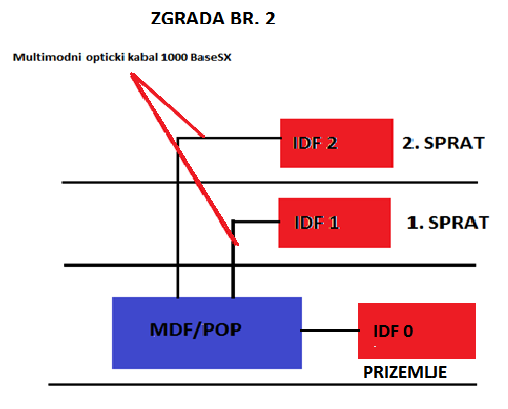 ZGRADA BR. 2
Multimodni opticki kabal 1000 BaseSX
IDF 2
2. SPRAT
IDF 1
1. SPRAT
MDF/POP
IDF 0
PRIZEMLJE